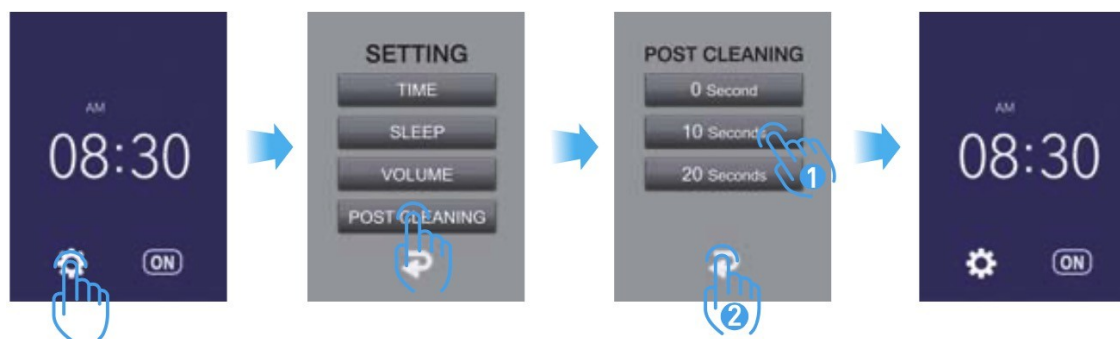 AM
08:30
ON
SETTING
TIME
SLEEP
VOLUME
POST CLEANING
POST CLEANING
0 Second
10 Seconds
20 Seconds
1
2
AM
08:30
ON